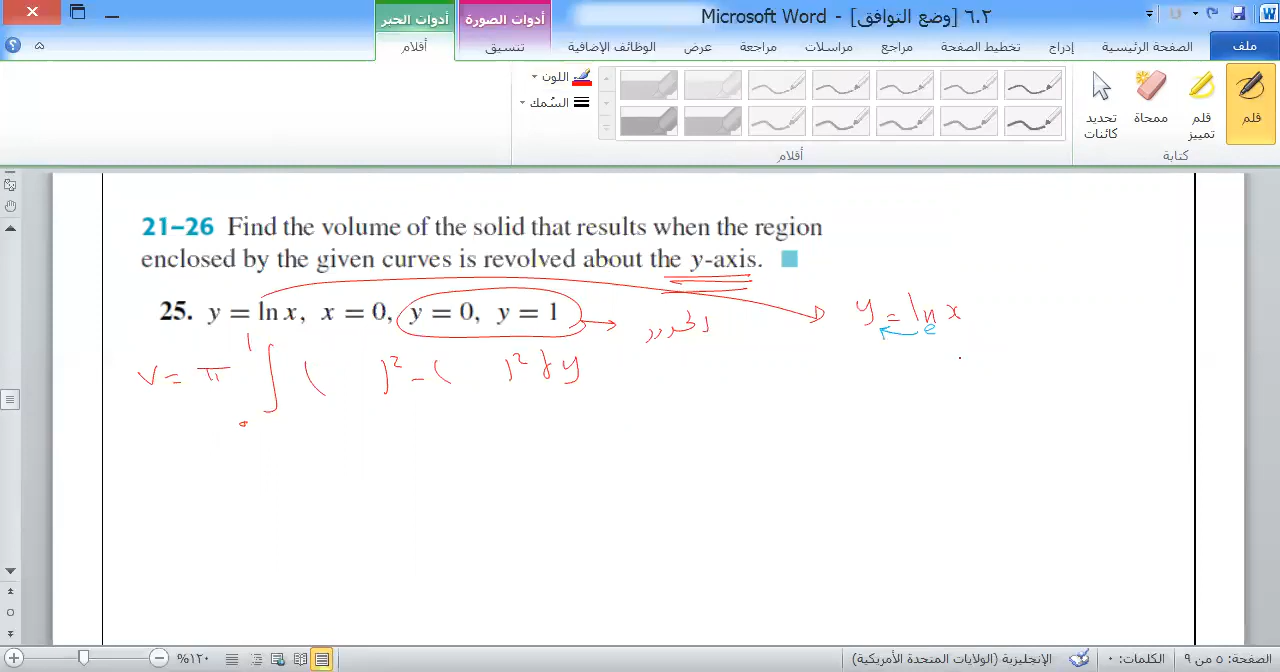 ٦.٢ [وضع التوافق] - Microsoft Word
أدوات الصورة
أدوات الحبر
ملف
الصفحة الرئيسية
إدراج
تخطيط الصفحة
مراجع
مراسلات
مراجعة
عرض
الوظائف الإضافية
تنسيق
أقلام
قلم
قلم تمييز
ممحاة
تحديد كائنات
كتابة
اللون
السُمك
أقلام
21–26 Find the volume of the solid that results when the region
enclosed by the given curves is revolved about the y-axis.
25. y = ln x, x = 0, y = 0, y = 1
y = ln x
e
V = π ∫ ( )² - ( )² dy
1
0
الصفحة: ٥ من ٩
الكلمات: ٠
الإنجليزية (الولايات المتحدة الأمريكية)
١٢٠%